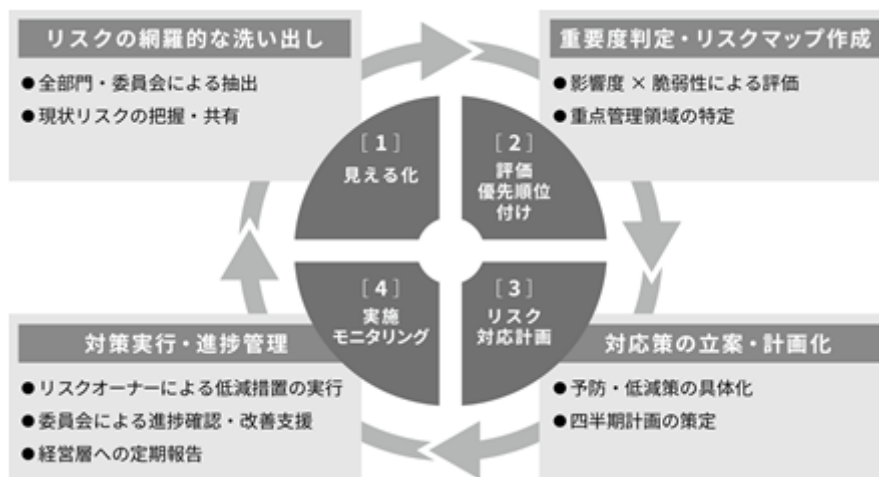 リスクの網羅的な洗い出し
●全部門・委員会による抽出
●現状リスクの把握・共有
重要度判定・リスクマップ作成
●影響度 × 脆弱性による評価
●重点管理領域の特定
［1］
見える化
［2］
評価
優先順位
付け
［3］
リスク
対応計画
［4］
実施
モニタリング
対応策の立案・計画化
●予防・低減策の具体化
●四半期計画の策定
対策実行・進捗管理
●リスクオーナーによる低減措置の実行
●委員会による進捗確認・改善支援
●経営層への定期報告